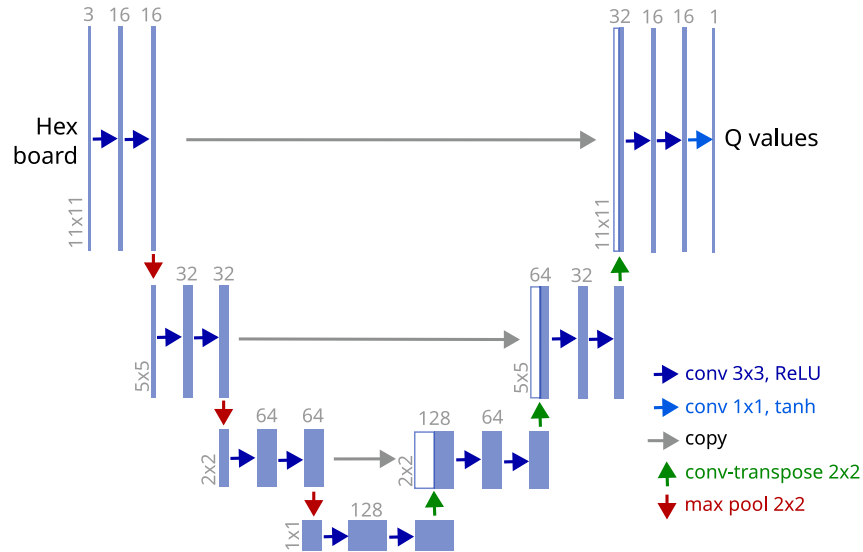 3 16 16
32 16 16 1
Hex
board
Q values
11x11
11x11
32 32
64 32
5x5
5x5
conv 3x3, ReLU
conv 1x1, tanh
copy
conv-transpose 2x2
max pool 2x2
64 64
128 64
2x2
2x2
128
1x1